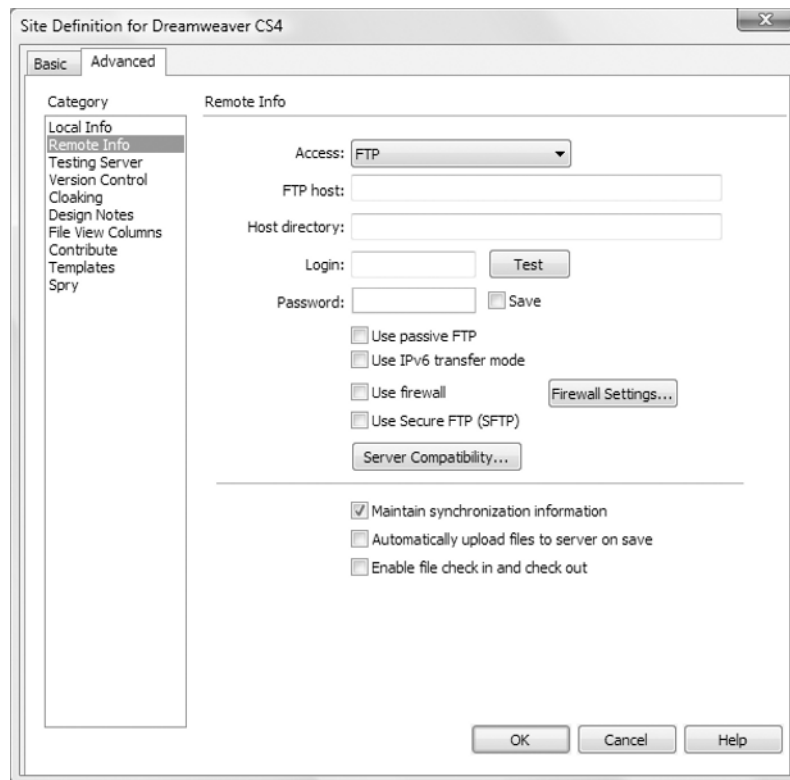 Site Definition for Dreamweaver CS4
Basic
Advanced
Category
Local Info
Remote Info
Testing Server
Version Control
Cloaking
Design Notes
File View Columns
Contribute
Templates
Spry
Remote Info
Access: FTP
FTP host:
Host directory:
Login:
Test
Password:
Save
Use passive FTP
Use IPv6 transfer mode
Use firewall
Firewall Settings...
Use Secure FTP (SFTP)
Server Compatibility...
Maintain synchronization information
Automatically upload files to server on save
Enable file check in and check out
OK
Cancel
Help